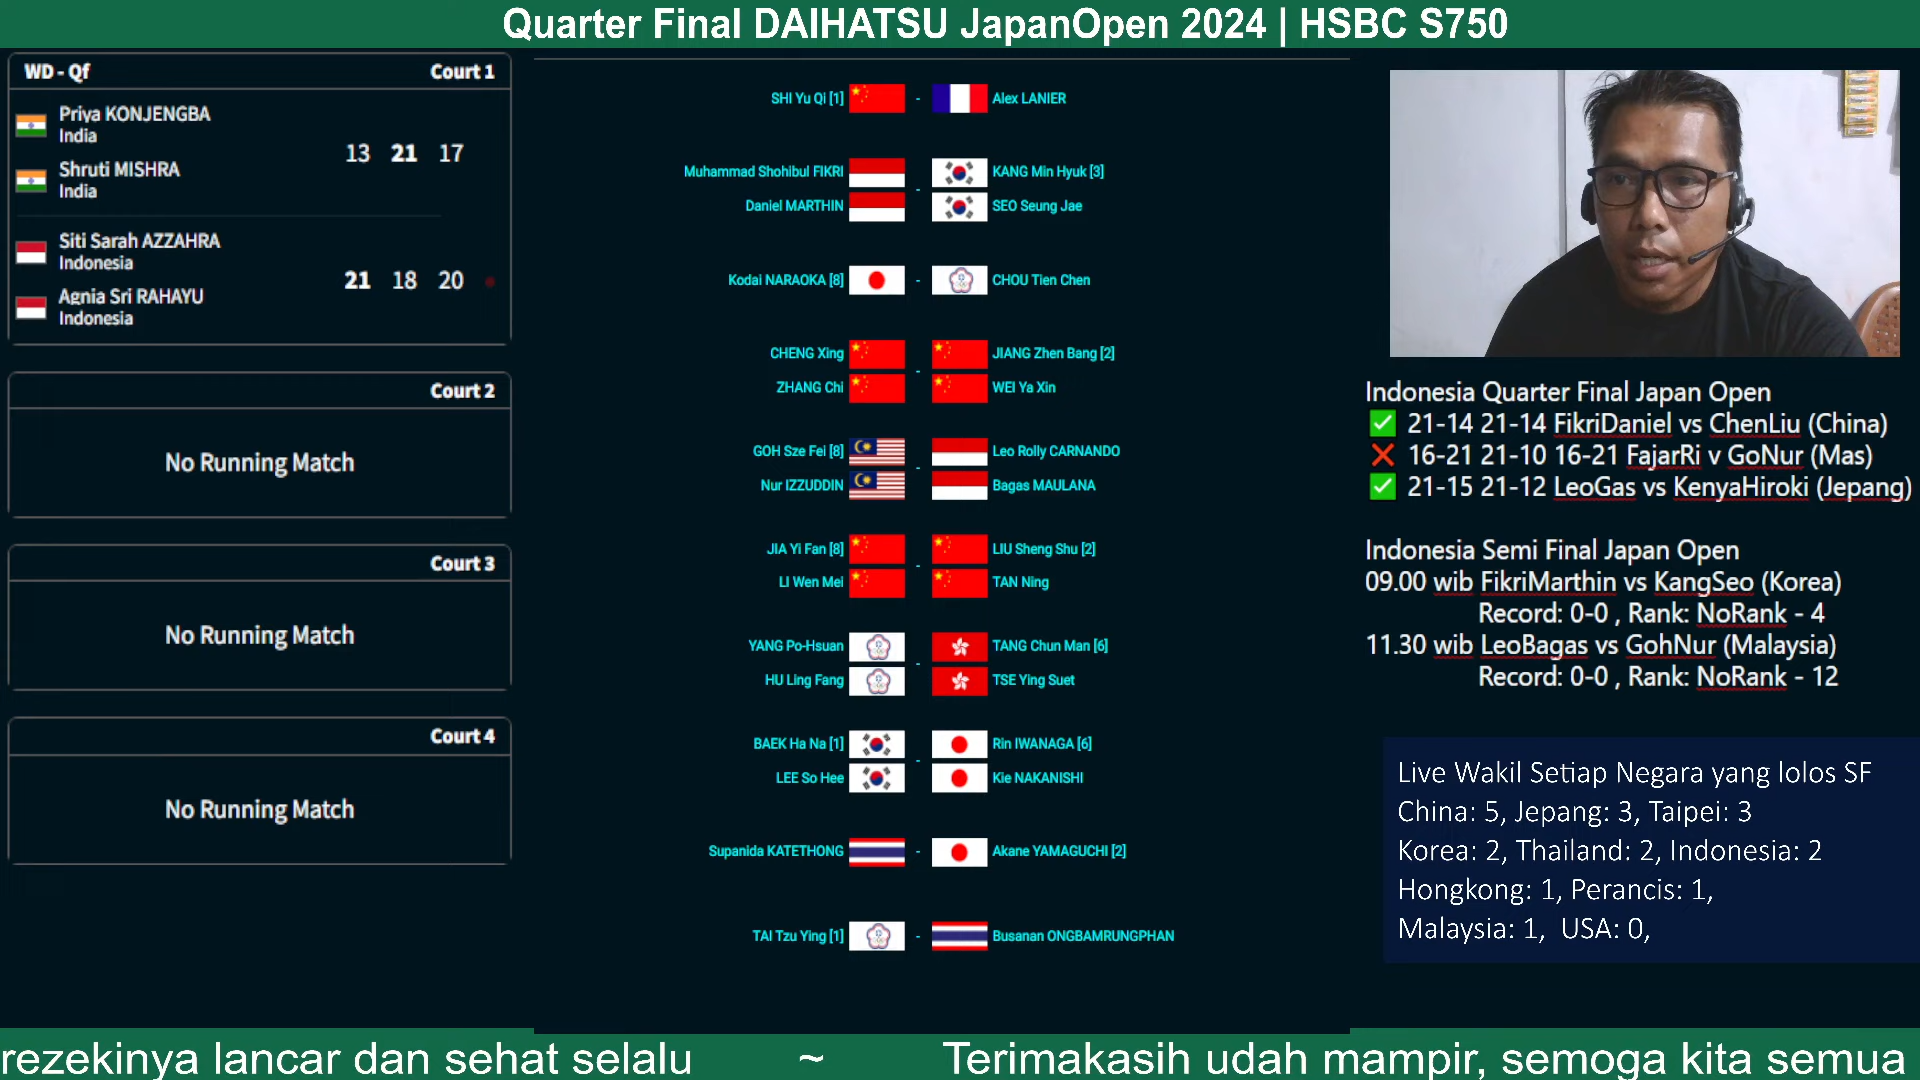 Quarter Final DAIHATSU JapanOpen 2024 | HSBC S750
WD - Qf Court 1
Priya KONJENGBA
India
13 21 17
Shruti MISHRA
India
Siti Sarah AZZAHRA
Indonesia
21 18 20
Agnia Sri RAHAYU
Indonesia
Court 2
No Running Match
Court 3
No Running Match
Court 4
No Running Match
SHI Yu Qi [1] - Alex LANIER
Muhammad Shohibul FIKRI - KANG Min Hyuk [3]
Daniel MARTHIN SEO Seung Jae
Kodai NARAOKA [8] - CHOU Tien Chen
CHENG Xing - JIANG Zhen Bang [2]
ZHANG Chi WEI Ya Xin
GOH Sze Fei [8] - Leo Rolly CARNANDO
Nur IZZUDDIN Bagas MAULANA
JIA Yi Fan [8] - LIU Sheng Shu [2]
LI Wen Mei TAN Ning
YANG Po-Hsuan - TANG Chun Man [6]
HU Ling Fang TSE Ying Suet
BAEK Ha Na [1] - Rin IWANAGA [6]
LEE So Hee Kie NAKANISHI
Supanida KATETHONG - Akane YAMAGUCHI [2]
TAI Tzu Ying [1] - Busanan ONGBAMRUNGPHAN
Indonesia Quarter Final Japan Open
✅ 21-14 21-14 FikriDaniel vs ChenLiu (China)
❌ 16-21 21-10 16-21 FajarRi v GoNur (Mas)
✅ 21-15 21-12 LeoGas vs KenyaHiroki (Jepang)
Indonesia Semi Final Japan Open
09.00 wib FikriMarthin vs KangSeo (Korea)
Record: 0-0 , Rank: NoRank - 4
11.30 wib LeoBagas vs GohNur (Malaysia)
Record: 0-0 , Rank: NoRank - 12
Live Wakil Setiap Negara yang lolos SF
China: 5, Jepang: 3, Taipei: 3
Korea: 2, Thailand: 2, Indonesia: 2
Hongkong: 1, Perancis: 1,
Malaysia: 1, USA: 0,
rezekinya lancar dan sehat selalu ~ Terimakasih udah mampir, semoga kita semua